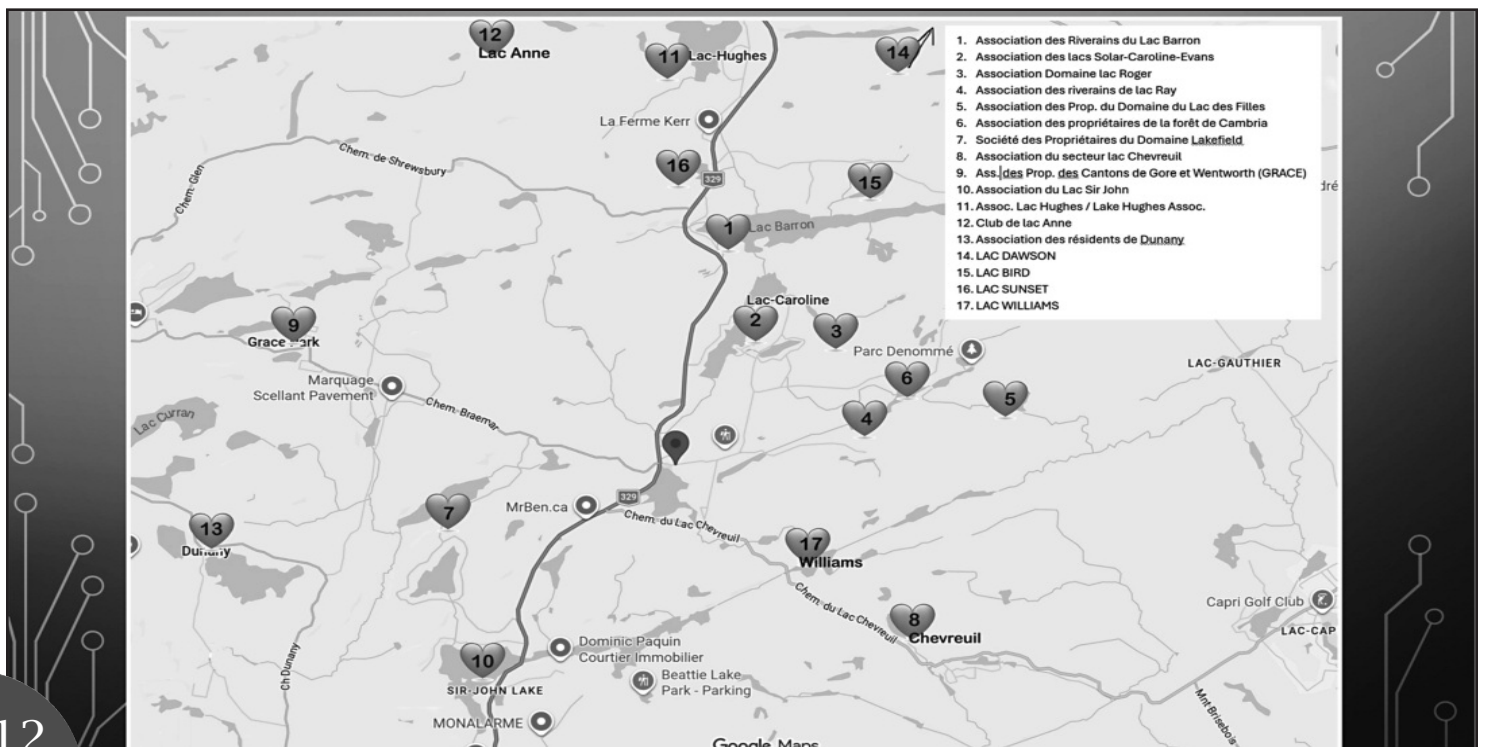 12
Lac Anne
11
Lac-Hughes
14
La Ferme Kerr
Chem. de Shrewsbury
Chem. Glen
16
329
15
1
Lac Barron
Lac-Caroline
2
3
9
Grace
Parc Denommé
6
LAC-GAUTHIER
Marquage
Scellant Pavement
Lac Curran
Chem. Braemar
4
5
7
MrBen.ca
329
Chem. du Lac Chevreuil
13
17
Williams
Chem. du Lac Chevreuil
8
Chevreuil
Capri Golf Club
LAC-CAP
Ch Dunany
10
SIR-JOHN LAKE
Dominic Paquin
Courtier Immobilier
Beattie Lake
Park - Parking
MONALARME
Mnt Brisebois
Google Maps
1. Association des Riverains du Lac Barron
2. Association des lacs Solar-Caroline-Evans
3. Association Domaine lac Roger
4. Association des riverains de lac Ray
5. Association des Prop. du Domaine du Lac des Filles
6. Association des propriétaires de la forêt de Cambria
7. Société des Propriétaires du Domaine Lakefield
8. Association du secteur lac Chevreuil
9. Ass. des Prop. des Cantons de Gore et Wentworth (GRACE)
10. Association du Lac Sir John
11. Assoc. Lac Hughes / Lake Hughes Assoc.
12. Club de lac Anne
13. Association des résidents de Dunany
14. LAC DAWSON
15. LAC BIRD
16. LAC SUNSET
17. LAC WILLIAMS
12